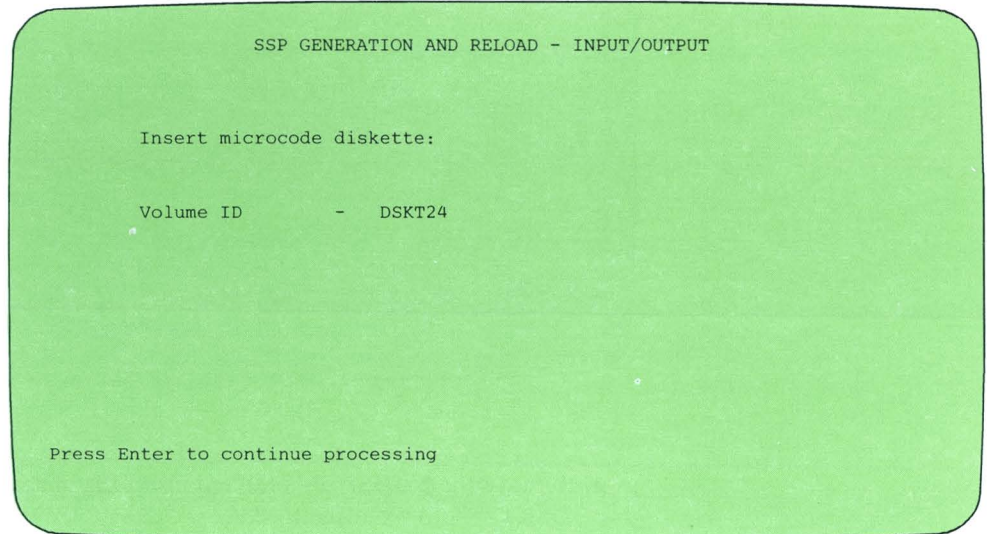 SSP GENERATION AND RELOAD - INPUT/OUTPUT
Insert microcode diskette:
Volume ID - DSKT24
Press Enter to continue processing